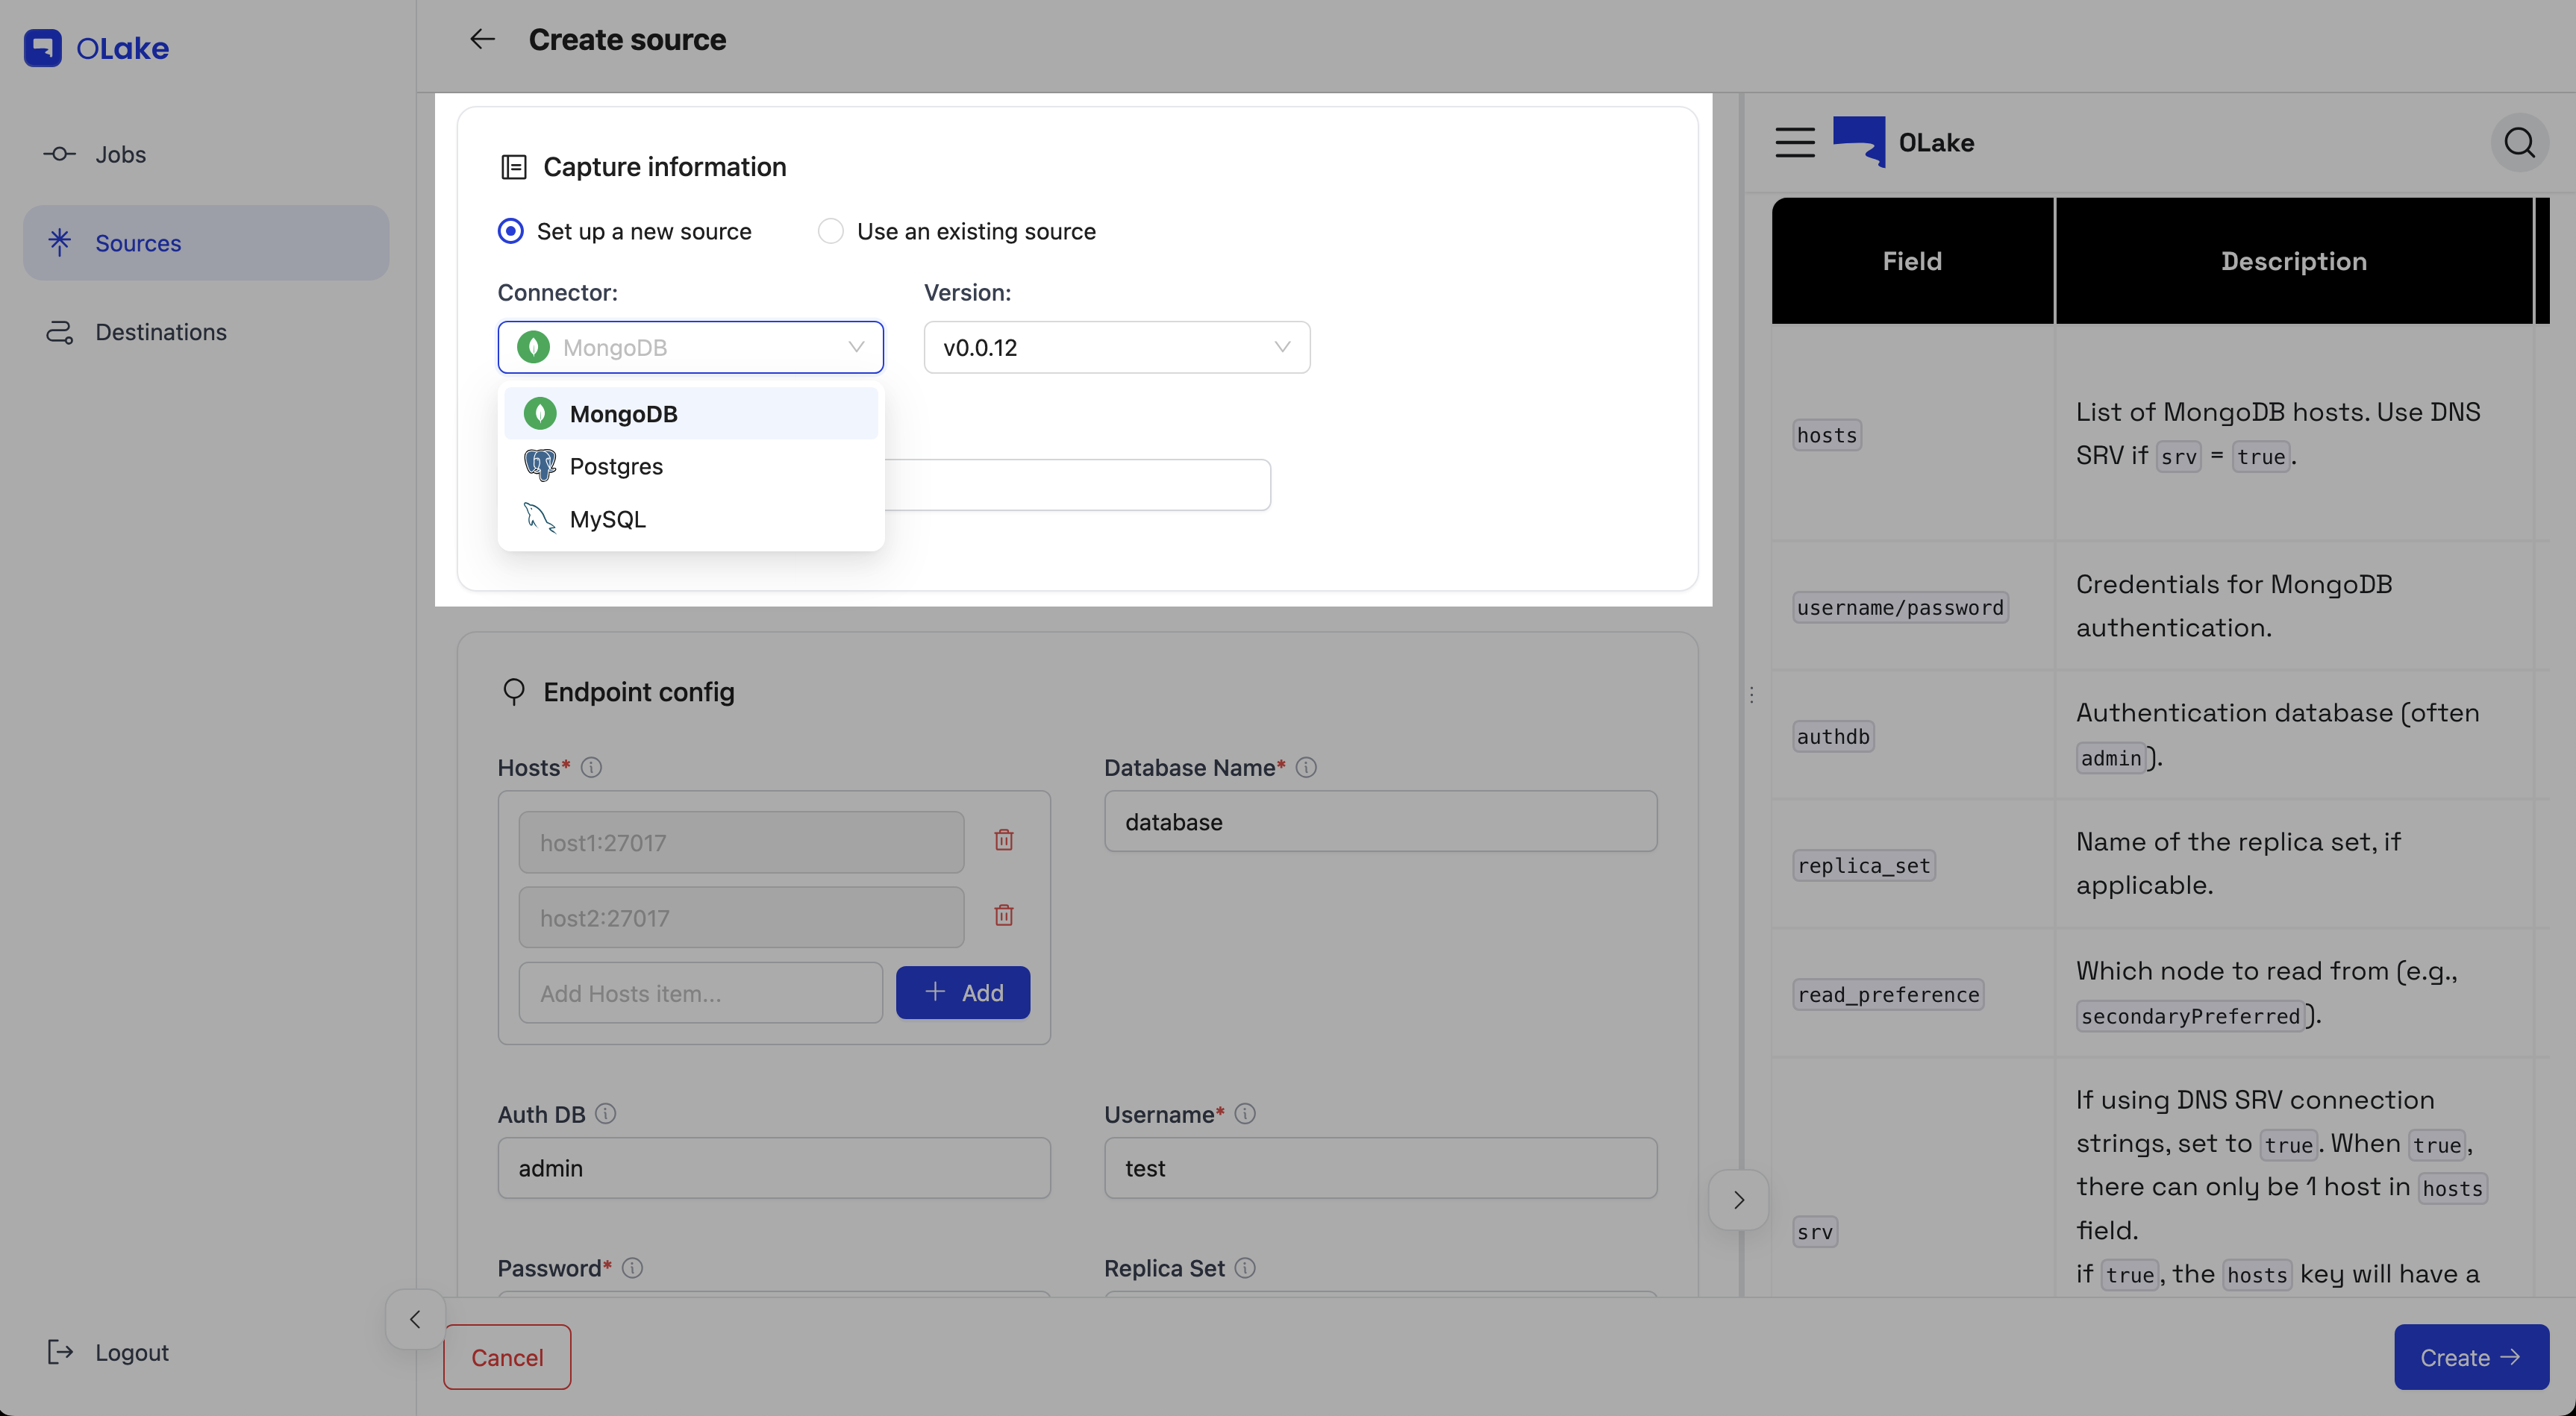 OLake
Jobs
Sources
Destinations
Logout
Create source
Capture information
Set up a new source
Use an existing source
Connector:
Version:
MongoDB
v0.0.12
MongoDB
Postgres
MySQL
Endpoint config
Hosts*
Database Name*
host1:27017
database
host2:27017
Add Hosts item...
+ Add
Auth DB
Username*
admin
test
Password*
Replica Set
Cancel
Create →
OLake
Field
Description
hosts
List of MongoDB hosts. Use DNS
SRV if srv = true.
username/password
Credentials for MongoDB
authentication.
authdb
Authentication database (often
admin).
replica_set
Name of the replica set, if
applicable.
read_preference
Which node to read from (e.g.,
secondaryPreferred).
srv
If using DNS SRV connection
strings, set to true. When true,
there can only be 1 host in hosts
field.
if true, the hosts key will have a